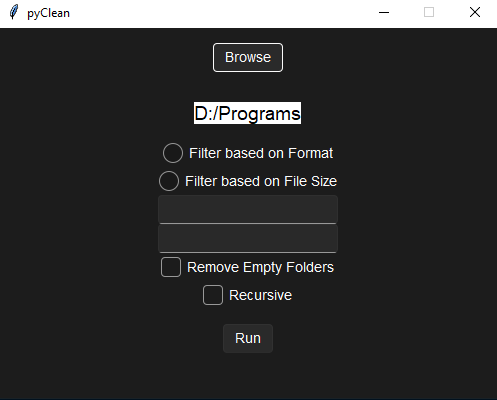 pyClean
Browse
D:/Programs
Filter based on Format
Filter based on File Size
Remove Empty Folders
Recursive
Run